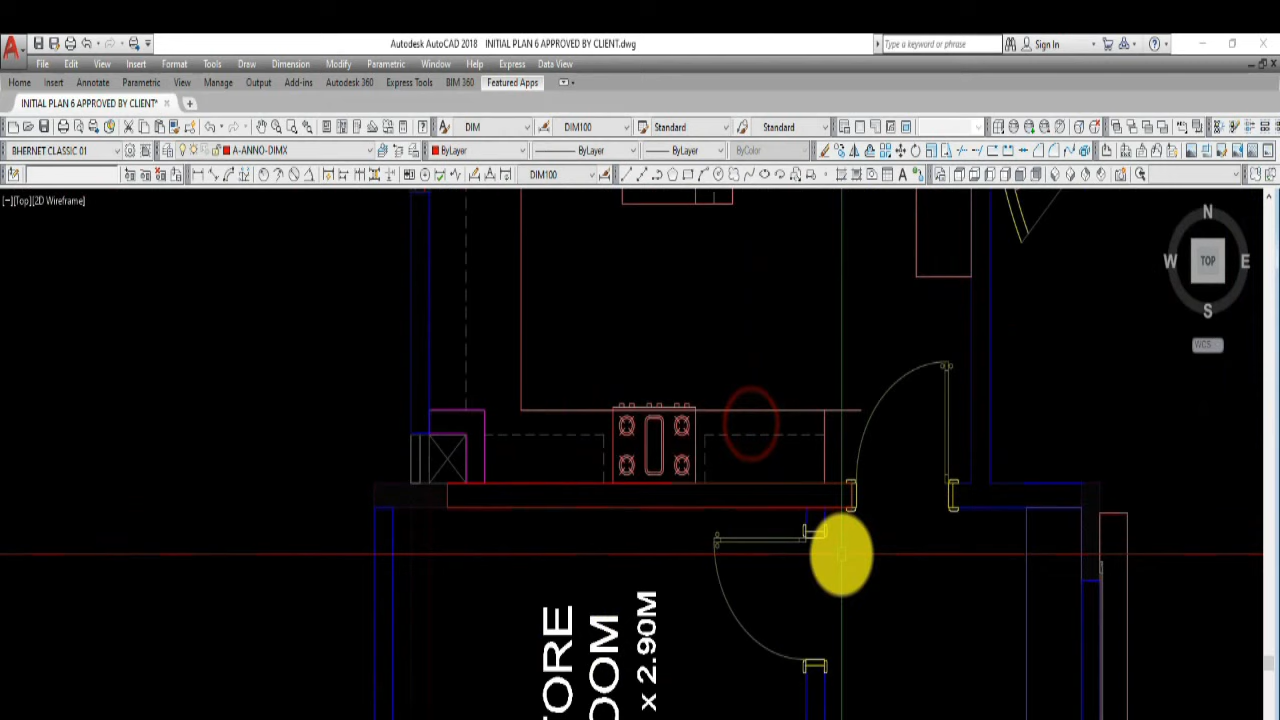 Autodesk AutoCAD 2018 INITIAL PLAN 6 APPROVED BY CLIENT.dwg
Type a keyword or phrase
Sign In
File Edit View Insert Format Tools Draw Dimension Modify Parametric Window Help Express Data View
Home Insert Annotate Parametric View Manage Output Add-ins Autodesk 360 Express Tools BIM 360 Featured Apps
INITIAL PLAN 6 APPROVED BY CLIENT*
DIM DIM100 Standard Standard
BHERNET CLASSIC 01 A-ANNO-DIMX ByLayer ByLayer ByLayer ByColor
DIM100
[−][Top][2D Wireframe]
N
W TOP E
S
WCS
TORE
OOM
x 2.90M